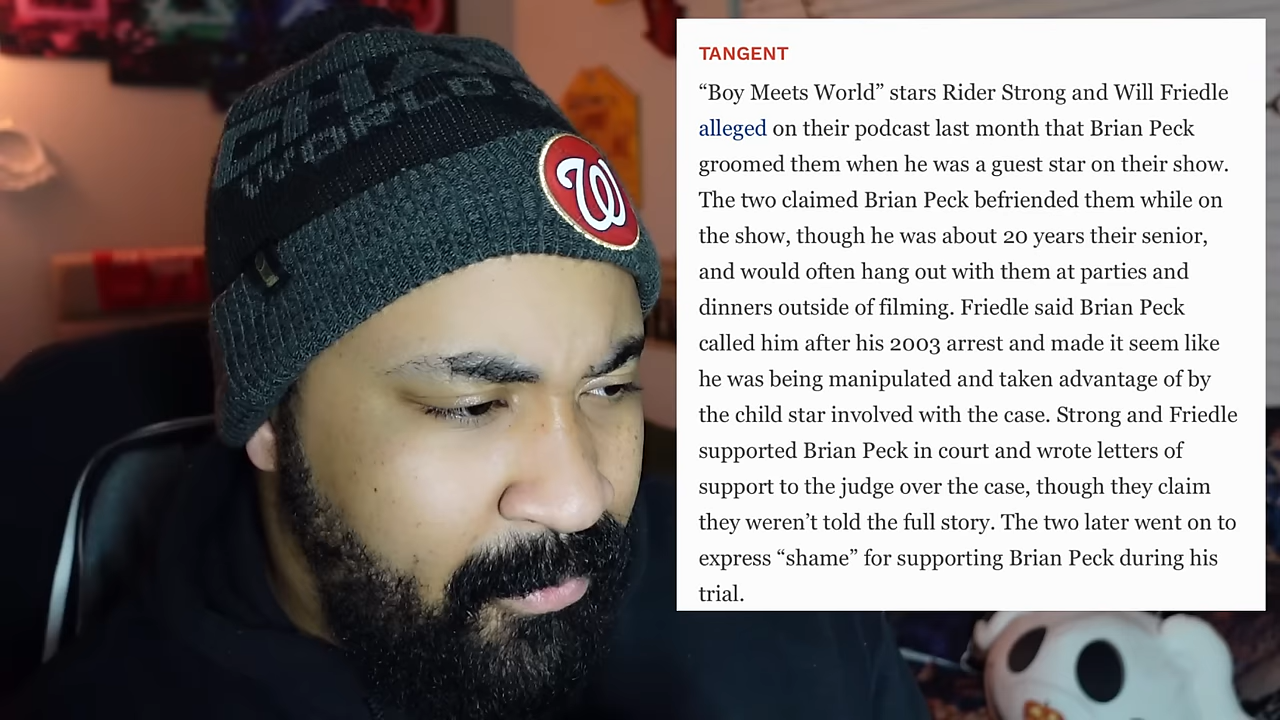 CHA
WORLD S
W
TANGENT
“Boy Meets World” stars Rider Strong and Will Friedle
alleged on their podcast last month that Brian Peck
groomed them when he was a guest star on their show.
The two claimed Brian Peck befriended them while on
the show, though he was about 20 years their senior,
and would often hang out with them at parties and
dinners outside of filming. Friedle said Brian Peck
called him after his 2003 arrest and made it seem like
he was being manipulated and taken advantage of by
the child star involved with the case. Strong and Friedle
supported Brian Peck in court and wrote letters of
support to the judge over the case, though they claim
they weren’t told the full story. The two later went on to
express “shame” for supporting Brian Peck during his
trial.